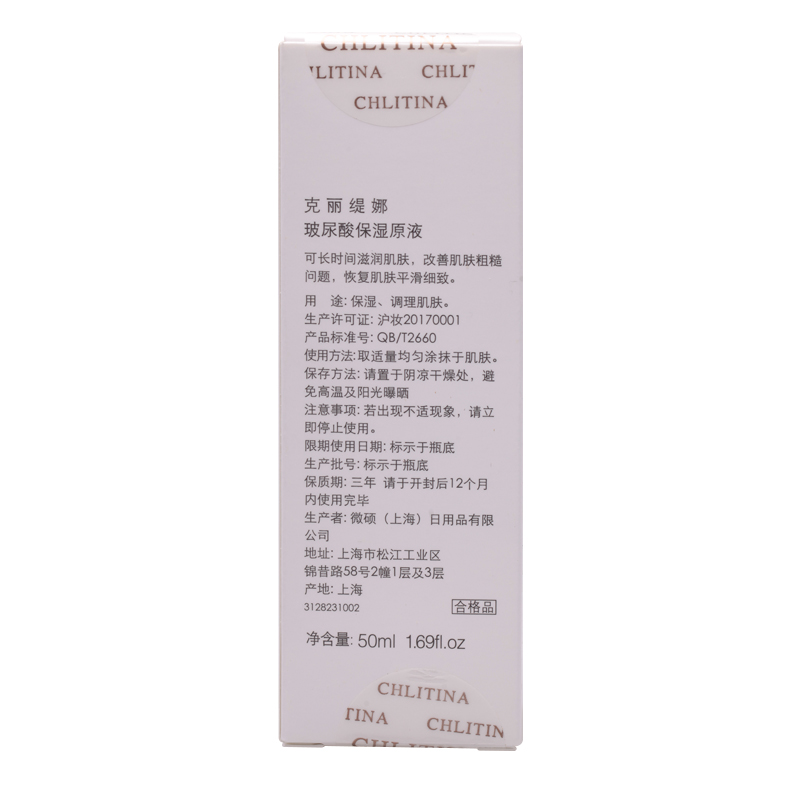 CHLITINA
LITINA CHLI
CHLITINA
克丽缇娜
玻尿酸保湿原液
可长时间滋润肌肤，改善肌肤粗糙
问题，恢复肌肤平滑细致。
用 途：保湿、调理肌肤。
生产许可证：沪妆20170001
产品标准号：QB/T2660
使用方法：取适量均匀涂抹于肌肤。
保存方法：请置于阴凉干燥处，避
免高温及阳光曝晒
注意事项：若出现不适现象，请立
即停止使用。
限期使用日期：标示于瓶底
生产批号：标示于瓶底
保质期：三年 请于开封后12个月
内使用完毕
生产者：微硕（上海）日用品有限
公司
地址：上海市松江工业区
锦昔路58号2幢1层及3层
产地：上海
3128231002 合格品
净含量：50ml 1.69fl.oz
CHLITINA
TINA CHLITIN
CHLITINA